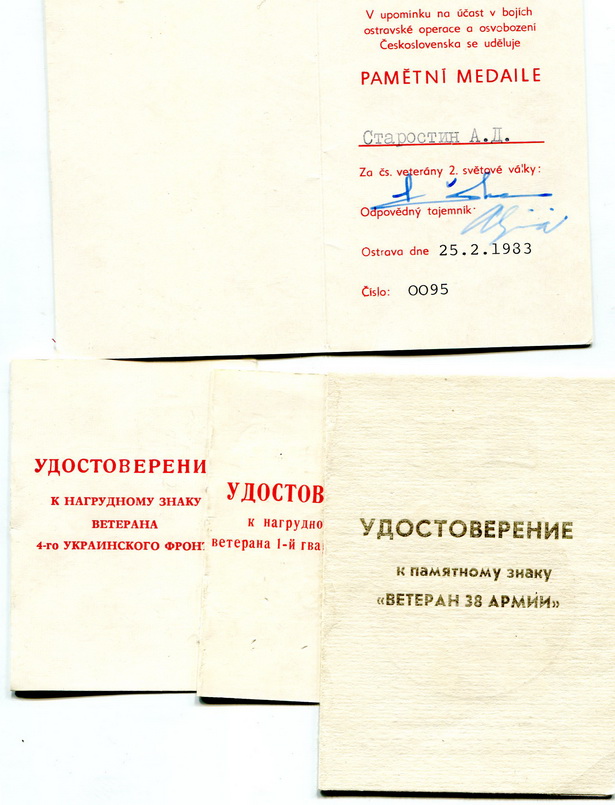 V upomínku na účast v bojích
ostravské operace a osvobození
Československa se uděluje
PAMĚTNÍ MEDAILE
Старостин А.Д.
Za čs. veterány 2. světové války:
Odpovědný tajemník:
Ostrava dne 25.2.1983
Číslo: 0095
УДОСТОВЕРЕНИ
К НАГРУДНОМУ ЗНАКУ
ВЕТЕРАНА
4-го УКРАИНСКОГО ФРОНТ
УДОСТОВ
к нагрудно
ветерана 1-й гва
УДОСТОВЕРЕНИЕ
к памятному знаку
«ВЕТЕРАН 38 АРМИИ»